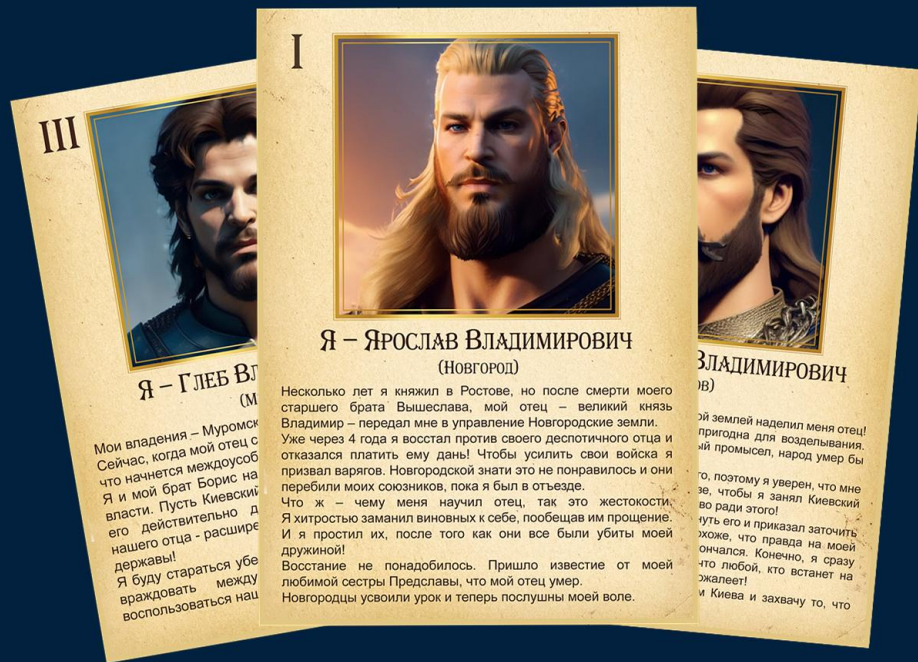 III
Я – Глеб Вл
(М
Мои владения – Муромск
Сейчас, когда мой отец с
что начнется междоусоб
Я и мой брат Борис на
власти. Пусть Киевский
его действительно д
нашего отца - расшире
державы!
Я буду стараться убе
враждовать между
воспользоваться наш
I
Я – Ярослав Владимирович
(Новгород)
Несколько лет я княжил в Ростове, но после смерти моего
старшего брата Вышеслава, мой отец – великий князь
Владимир – передал мне в управление Новгородские земли.
Уже через 4 года я восстал против своего деспотичного отца и
отказался платить ему дань! Чтобы усилить свои войска я
призвал варягов. Новгородской знати это не понравилось и они
перебили моих союзников, пока я был в отъезде.
Что ж – чему меня научил отец, так это жестокости.
Я хитростью заманил виновных к себе, пообещав им прощение.
И я простил их, после того как они все были убиты моей
дружиной!
Восстание не понадобилось. Пришло известие от моей
любимой сестры Предславы, что мой отец умер.
Новгородцы усвоили урок и теперь послушны моей воле.
Владимирович
ов)
ой землей наделил меня отец!
пригодна для возделывания.
ый промысел, народ умер бы
го, поэтому я уверен, что мне
зе, чтобы я занял Киевский
во ради этого!
нуть его и приказал заточить
охоже, что правда на моей
ончался. Конечно, я сразу
что любой, кто встанет на
ожалеет!
м Киева и захвачу то, что